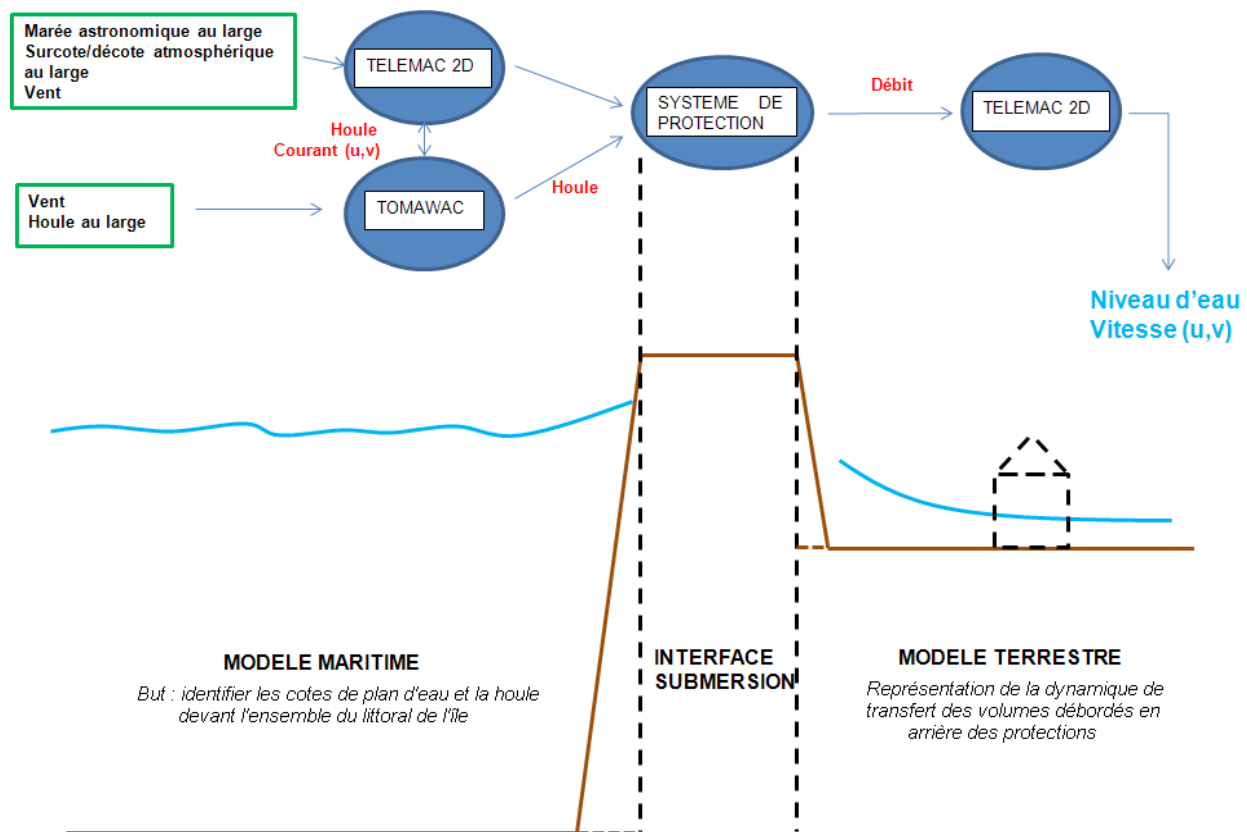 Marée astronomique au large
Surcote/décote atmosphérique
au large
Vent
TELEMAC 2D
Houle
Courant (u,v)
Vent
Houle au large
TOMAWAC
Houle
SYSTEME DE
PROTECTION
Débit
TELEMAC 2D
Niveau d'eau
Vitesse (u,v)
MODELE MARITIME
But : identifier les cotes de plan d'eau et la houle
devant l'ensemble du littoral de l'île
INTERFACE
SUBMERSION
MODELE TERRESTRE
Représentation de la dynamique de
transfert des volumes débordés en
arrière des protections